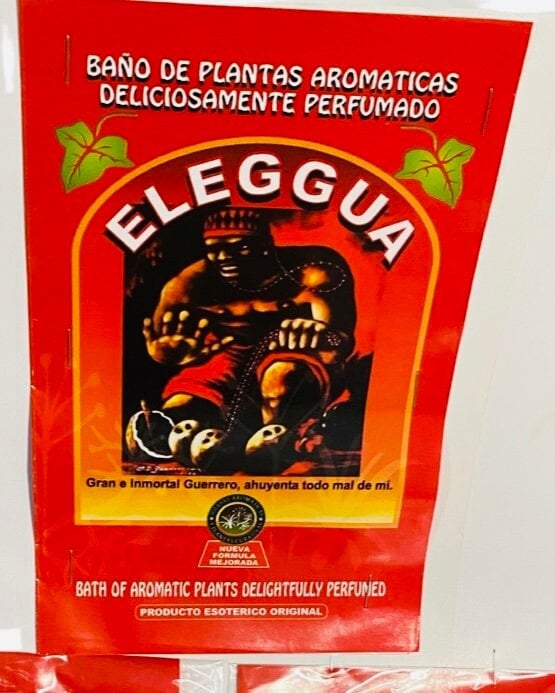 BAÑO DE PLANTAS AROMATICAS
DELICIOSAMENTE PERFUMADO
ELEGGUA
Gran e Inmortal Guerrero, ahuyenta todo mal de mí.
NUEVA
FORMULA
MEJORADA
BATH OF AROMATIC PLANTS DELIGHTFULLY PERFUNED
PRODUCTO ESOTERICO ORIGINAL